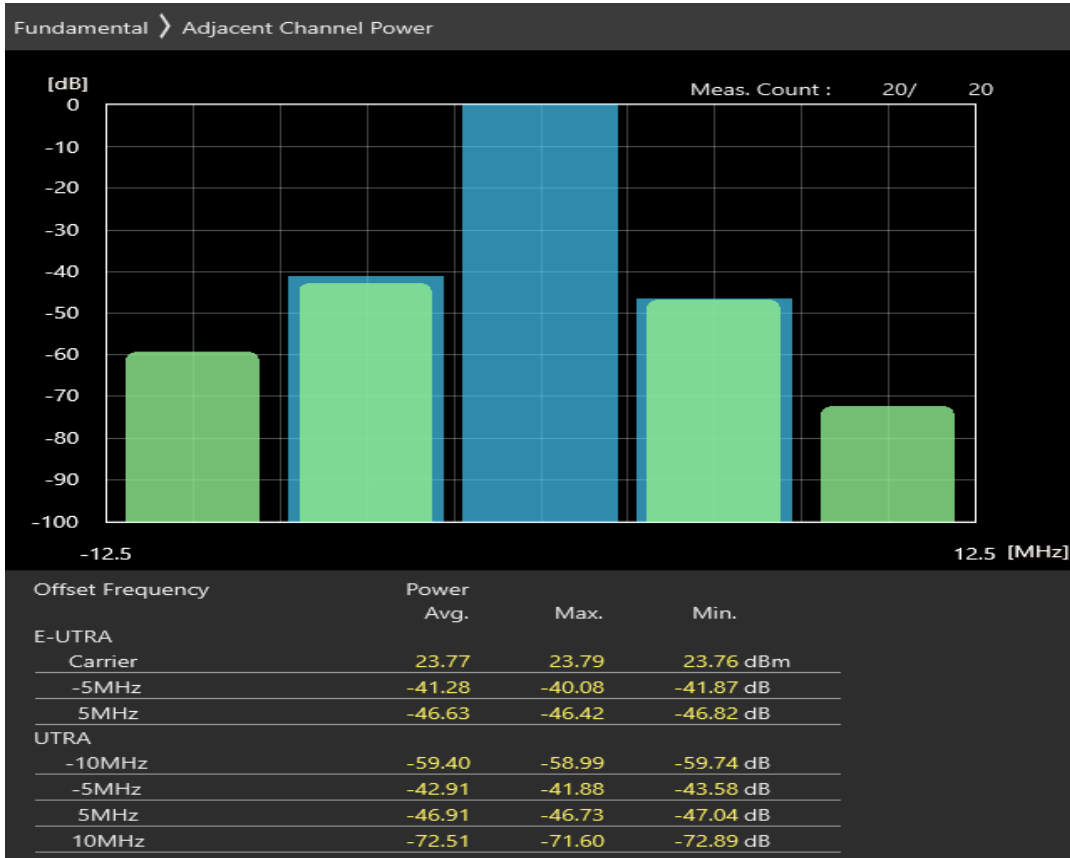 Fundamental 〉 Adjacent Channel Power
[dB]
Meas. Count : 20/ 20
0
-10
-20
-30
-40
-50
-60
-70
-80
-90
-100
-12.5 12.5 [MHz]
Offset Frequency Power
Avg. Max. Min.
E-UTRA
Carrier 23.77 23.79 23.76 dBm
-5MHz -41.28 -40.08 -41.87 dB
5MHz -46.63 -46.42 -46.82 dB
UTRA
-10MHz -59.40 -58.99 -59.74 dB
-5MHz -42.91 -41.88 -43.58 dB
5MHz -46.91 -46.73 -47.04 dB
10MHz -72.51 -71.60 -72.89 dB